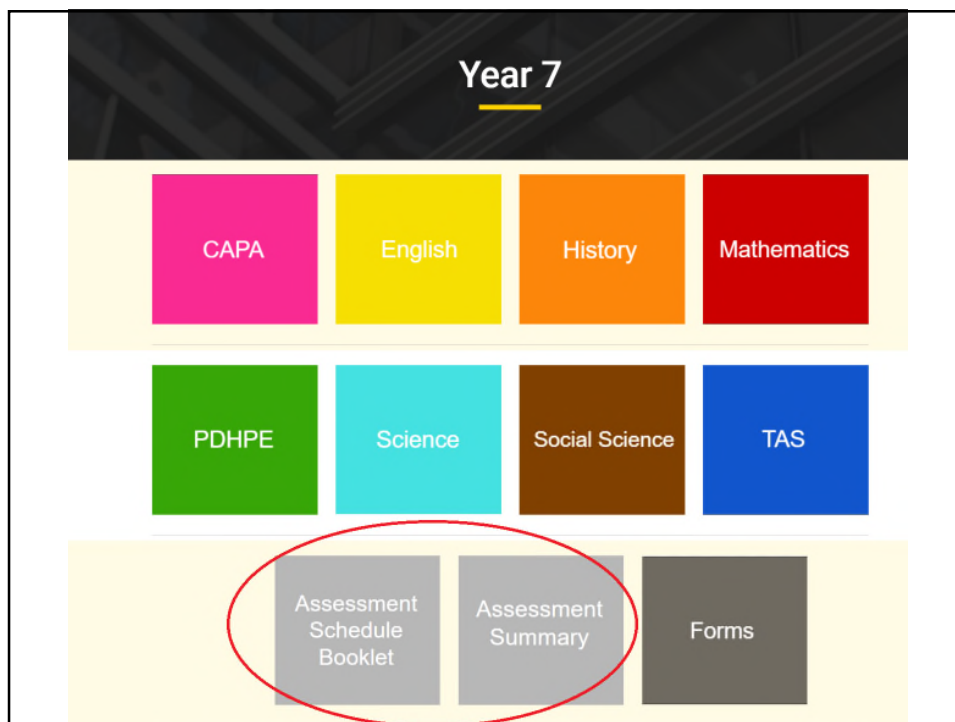 Year 7
CAPA
English
History
Mathematics
PDHPE
Science
Social Science
TAS
Assessment
Schedule
Booklet
Assessment
Summary
Forms